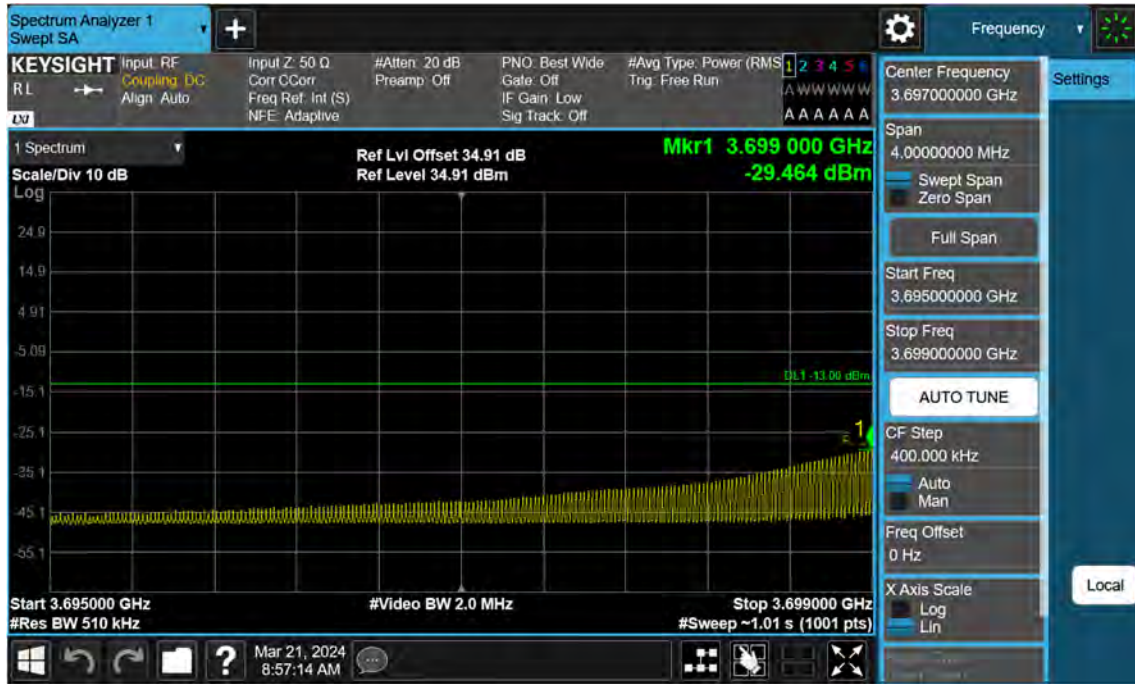 Spectrum Analyzer 1
Swept SA
+
Frequency
KEYSIGHT
RL
LXI
Input: RF
Coupling: DC
Align: Auto
Input Z: 50 Ω
Corr CCorr
Freq Ref: Int (S)
NFE: Adaptive
#Atten: 20 dB
Preamp: Off
PNO: Best Wide
Gate: Off
IF Gain: Low
Sig Track: Off
#Avg Type: Power (RMS
Trig: Free Run
1 2 3 4 5 6
A W W W W W
A A A A A A
1 Spectrum
Scale/Div 10 dB
Ref Lvl Offset 34.91 dB
Ref Level 34.91 dBm
Mkr1 3.699 000 GHz
-29.464 dBm
Log
24.9
14.9
4.91
-5.09
-15.1
-25.1
-35.1
-45.1
-55.1
DL1 -13.00 dBm
1
Start 3.695000 GHz
#Res BW 510 kHz
#Video BW 2.0 MHz
Stop 3.699000 GHz
#Sweep ~1.01 s (1001 pts)
Center Frequency
3.697000000 GHz
Span
4.00000000 MHz
Swept Span
Zero Span
Full Span
Start Freq
3.695000000 GHz
Stop Freq
3.699000000 GHz
AUTO TUNE
CF Step
400.000 kHz
Auto
Man
Freq Offset
0 Hz
X Axis Scale
Log
Lin
Settings
Local
?
Mar 21, 2024
8:57:14 AM